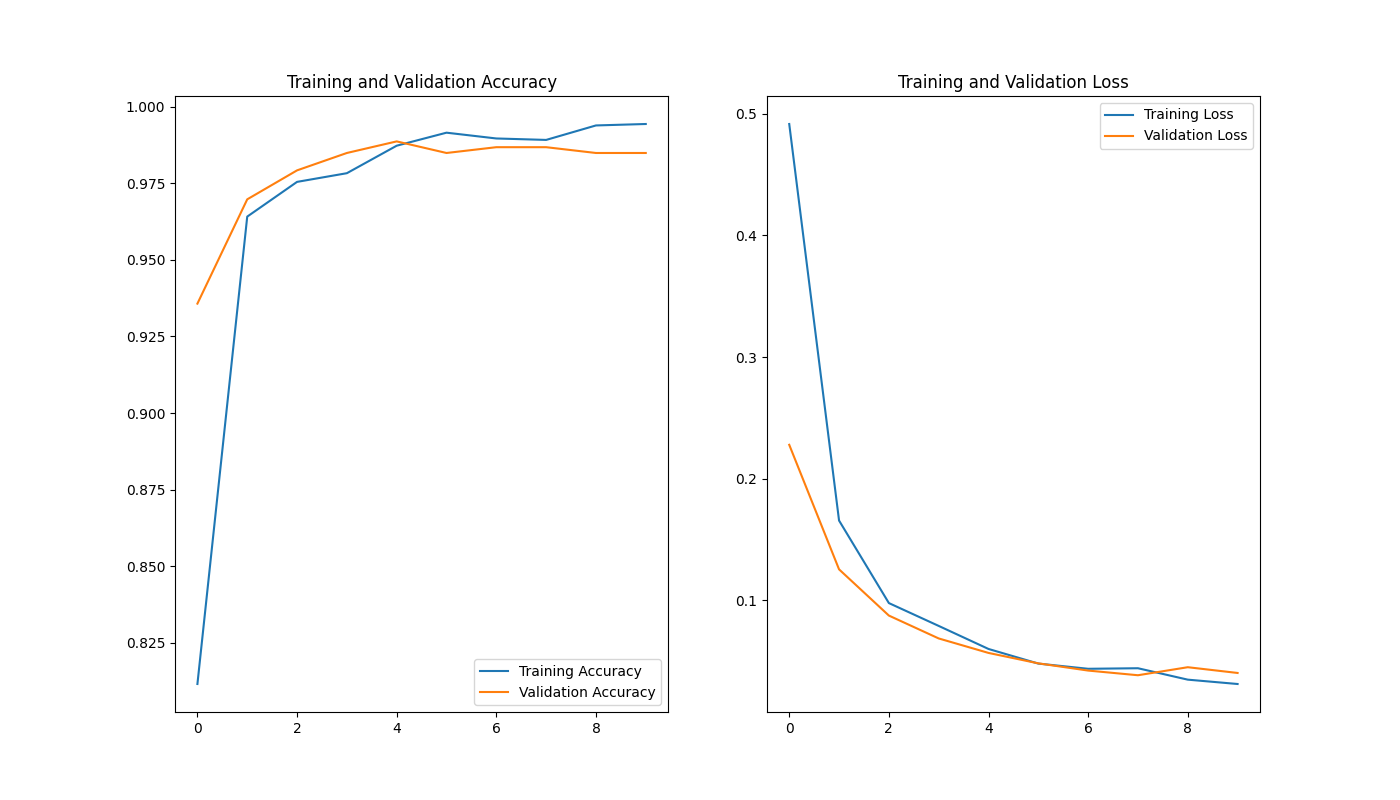 Training and Validation Accuracy
1.000
0.975
0.950
0.925
0.900
0.875
0.850
0.825
0 2 4 6 8
Training Accuracy
Validation Accuracy
Training and Validation Loss
0.5
0.4
0.3
0.2
0.1
0 2 4 6 8
Training Loss
Validation Loss